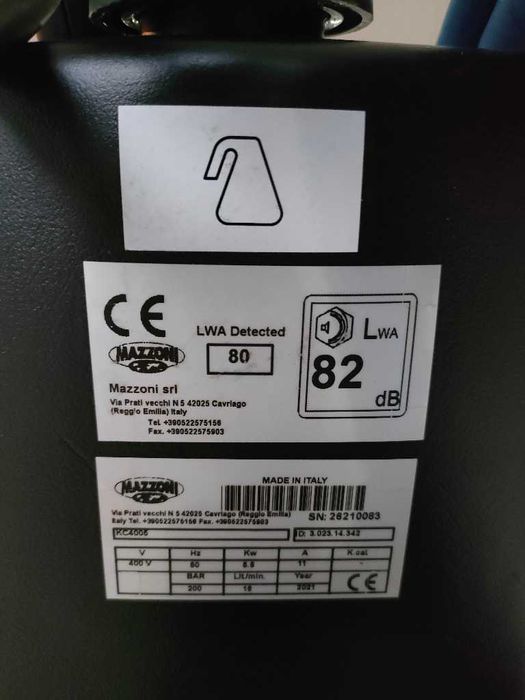 CE
LWA Detected
MAZZONI
80
LWA
82
dB
Mazzoni srl
Via Prati vecchi N 5 42025 Cavriago
(Reggio Emilia) Italy
Tel. +390522575156
Fax. +390522575903
MAZZONI
MADE IN ITALY
Via Prati vecchi N 5 42025 Cavriago (Reggio Emilia)
Italy Tel. +390522575156 Fax. +390522575903
SN: 28210083
KC4005
ID: 3.023.14.342
V Hz Kw A K cal
400 V 50 5.5 11 -
BAR Lit/min. Year
200 15 2021
CE